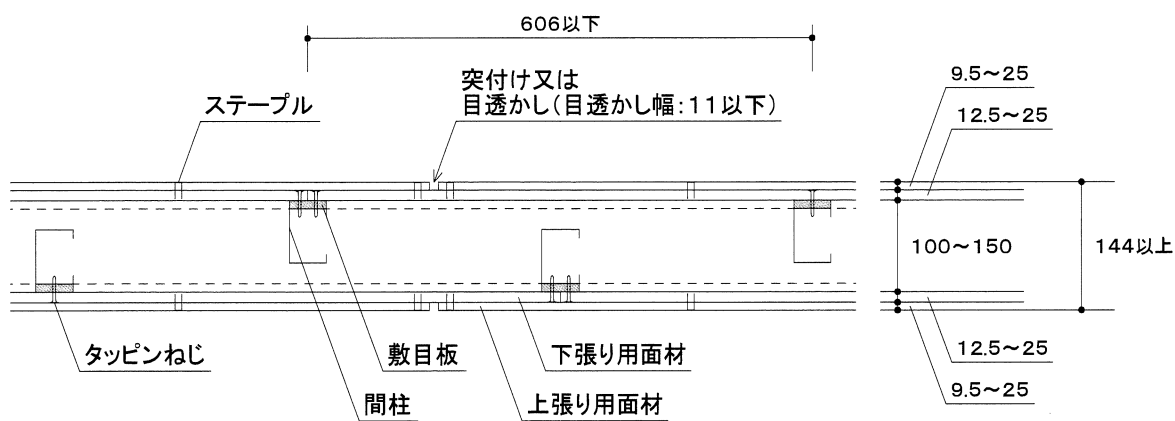 606以下
突付け又は
目透かし(目透かし幅:11以下)
ステープル
9.5～25
12.5～25
100～150
144以上
タッピンねじ
敷目板
下張り用面材
間柱
上張り用面材
12.5～25
9.5～25